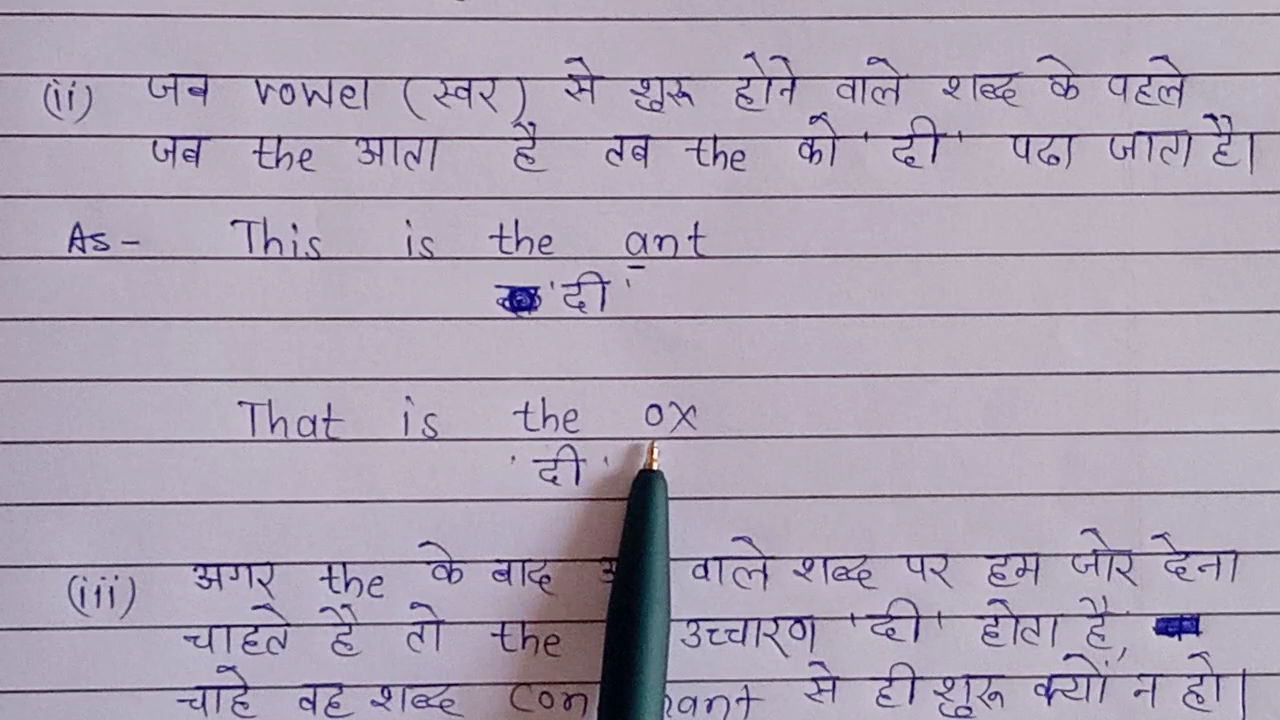 (ii) जब vowel (स्वर) से शुरू होने वाले शब्द के पहले
जब the आता है तब the को 'दी' पढा जाता है।
As- This is the ant
'दी'
That is the ox
'दी'
(iii) अगर the के बाद वाले शब्द पर हम जोर देना
चाहते हैं तो the उच्चारण 'दी' होता है,
चाहे वह शब्द से ही शुरू क्यों न हो।